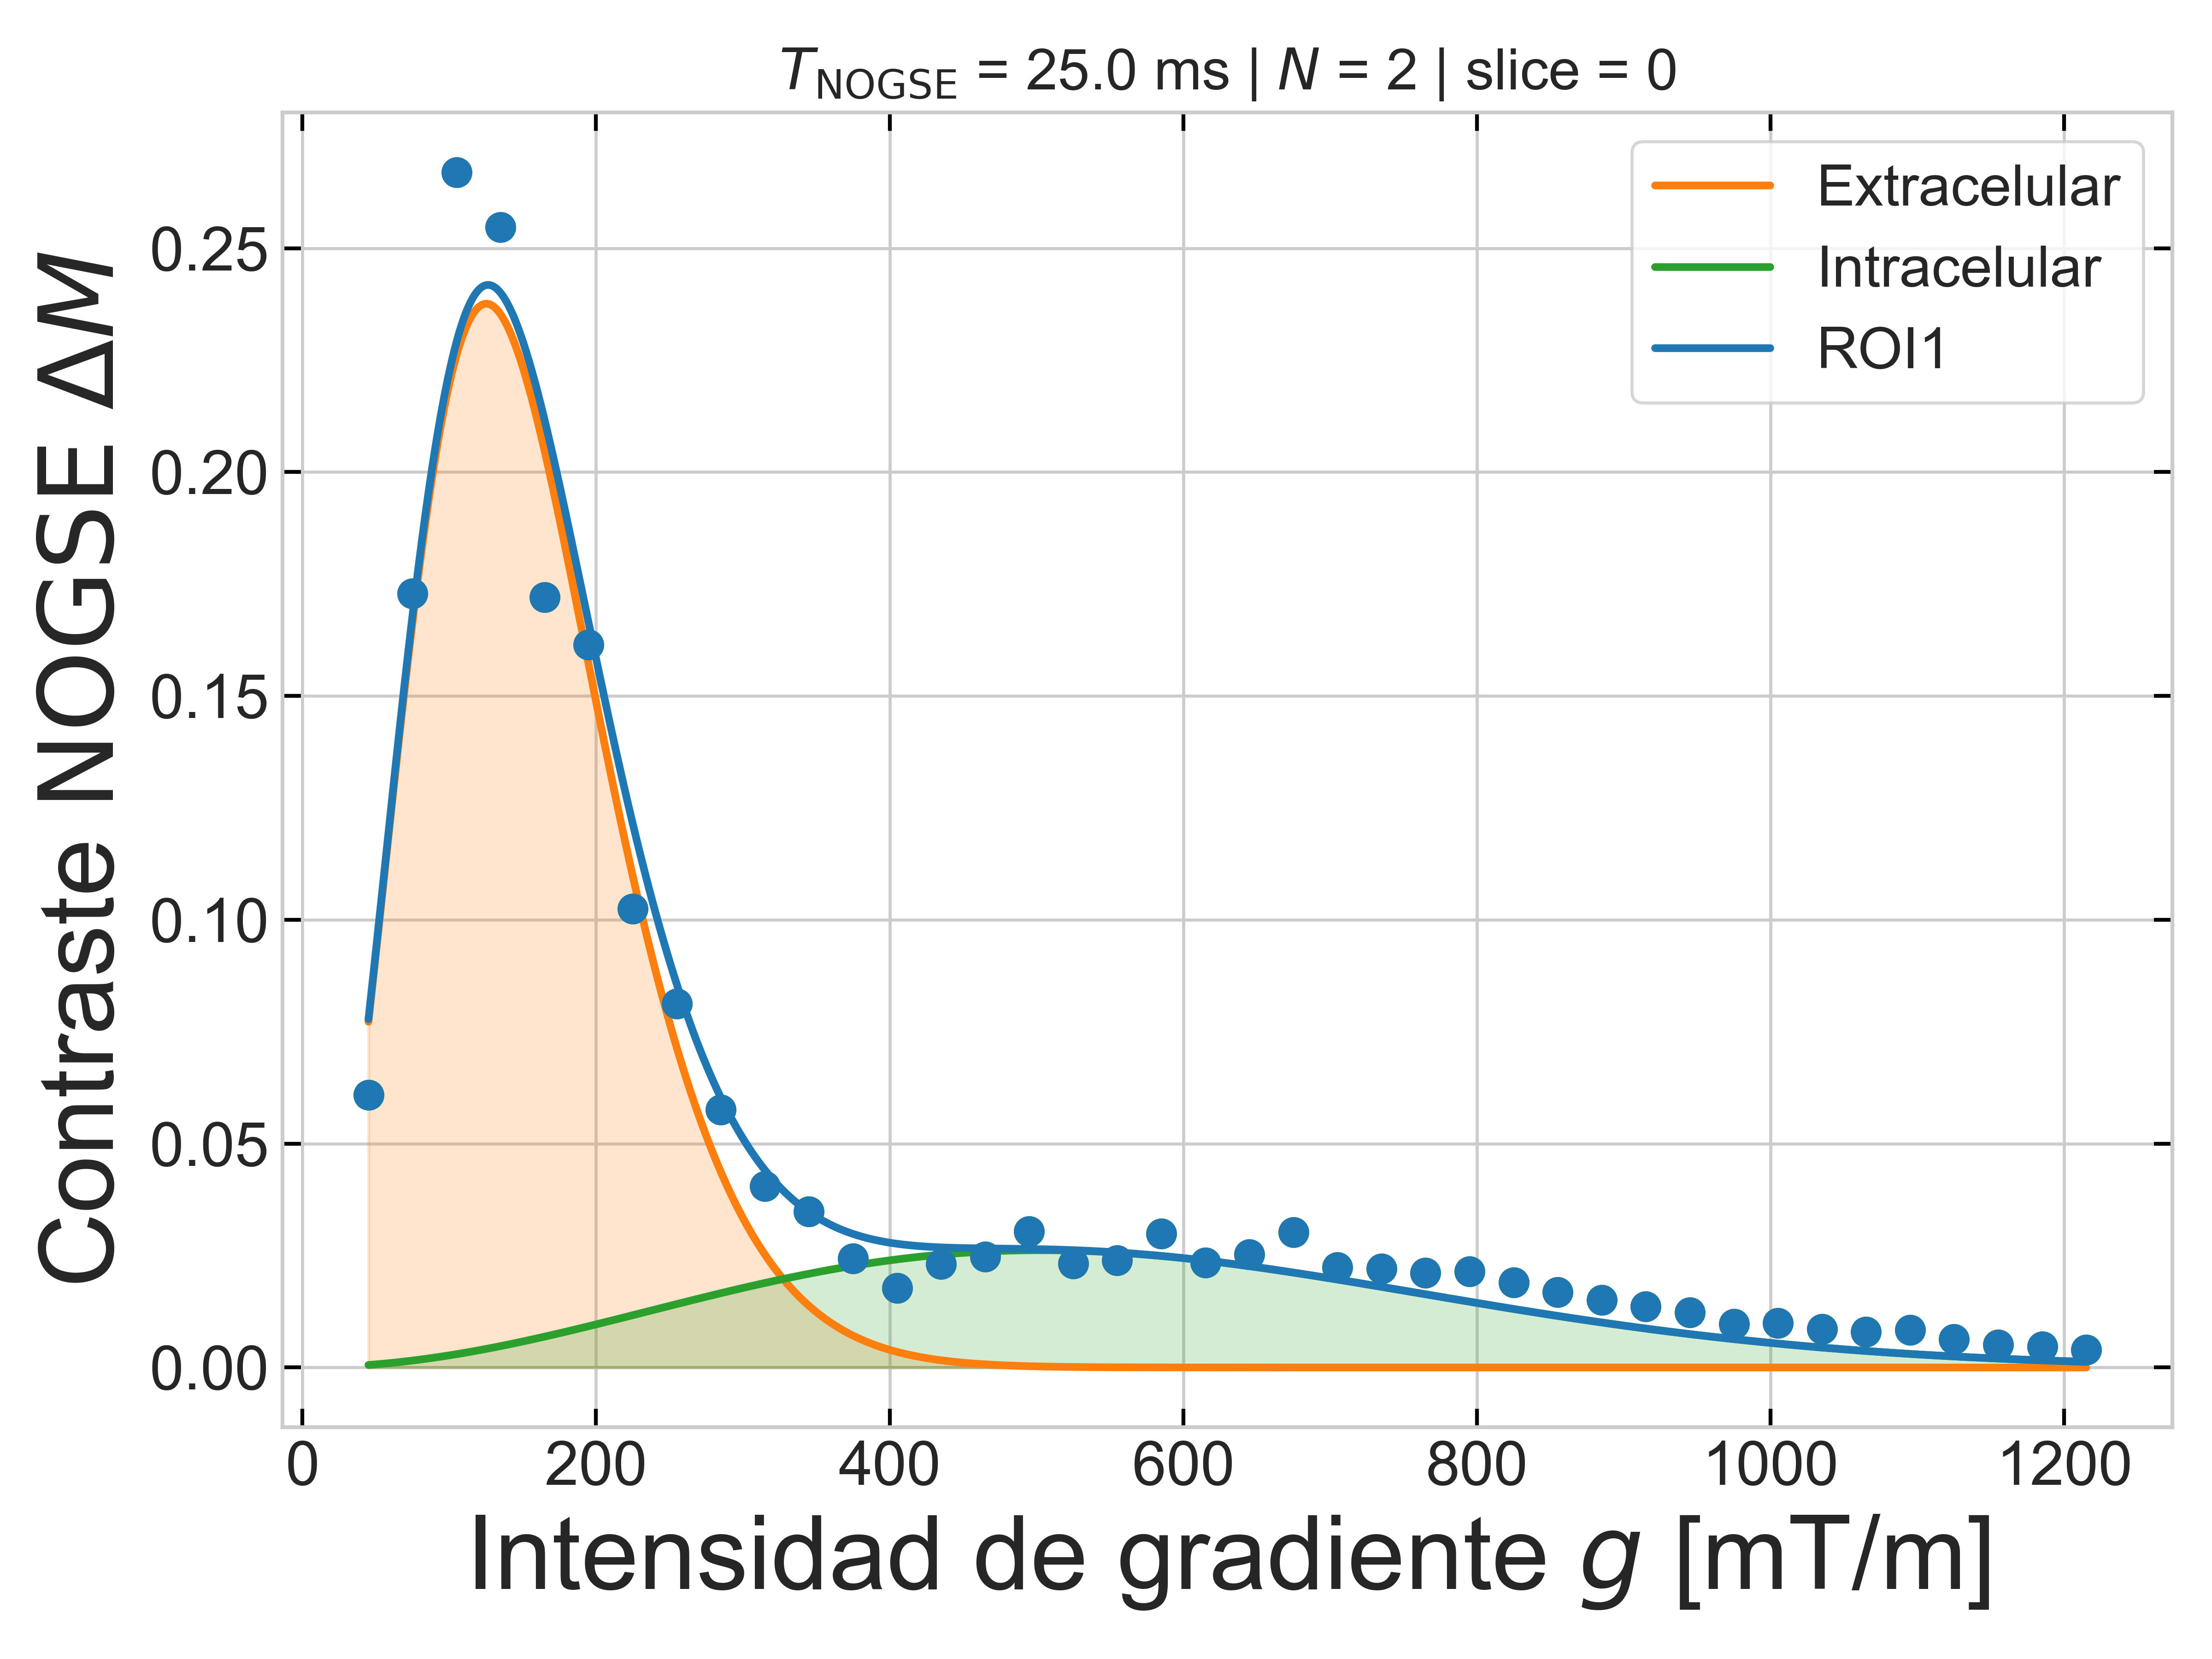 T_NOGSE = 25.0 ms | N = 2 | slice = 0
Extracelular
Intracelular
ROI1
Contraste NOGSE ΔM
0.25
0.20
0.15
0.10
0.05
0.00
0 200 400 600 800 1000 1200
Intensidad de gradiente g [mT/m]